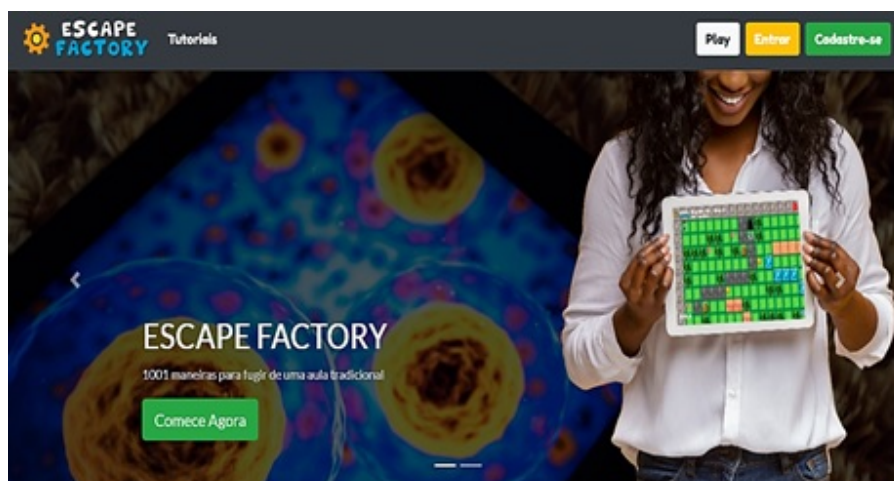 ESCAPE
FACTORY
Tutoriais
Play
Entrar
Cadastre-se
ESCAPE FACTORY
1001 maneiras para fugir de uma aula tradicional
Comece Agora